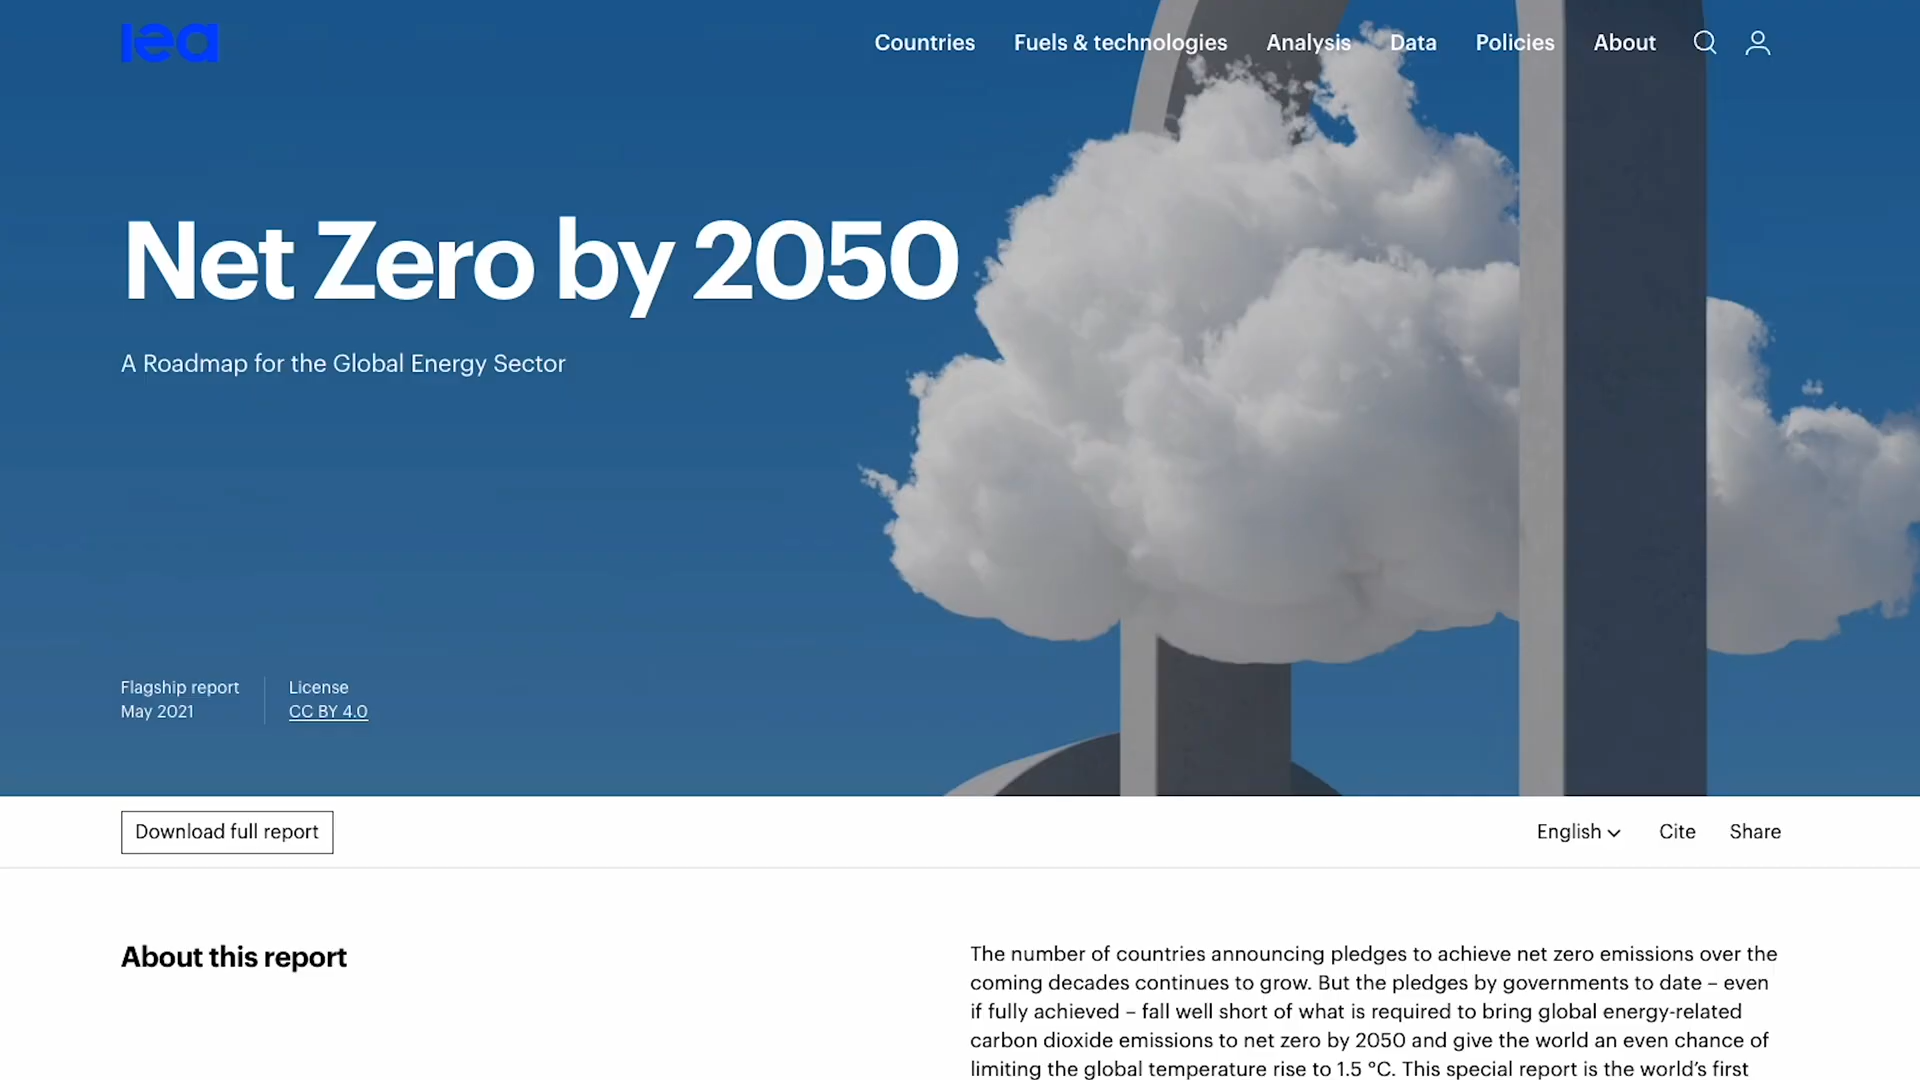 iea
Countries Fuels & technologies Analysis Data Policies About
Net Zero by 2050
A Roadmap for the Global Energy Sector
Flagship report
May 2021
License
CC BY 4.0
Download full report
English Cite Share
About this report
The number of countries announcing pledges to achieve net zero emissions over the
coming decades continues to grow. But the pledges by governments to date – even
if fully achieved – fall well short of what is required to bring global energy-related
carbon dioxide emissions to net zero by 2050 and give the world an even chance of
limiting the global temperature rise to 1.5 °C. This special report is the world’s first